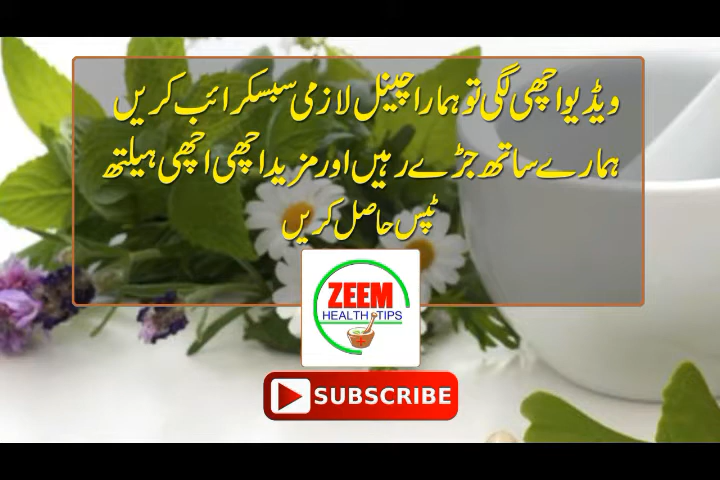 ویڈیو اچھی لگی تو ہمارا چینل لازمی سبسکرائب کریں
ہمارے ساتھ جڑے رہیں اور مزید اچھی اچھی ہیلتھ
ٹپس حاصل کریں
ZEEM
HEALTH TIPS
SUBSCRIBE